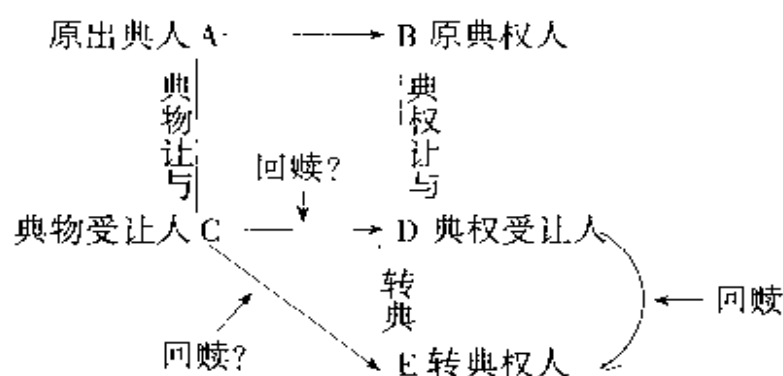 原出典人 A B 原典权人
典物让与
典权让与
回赎?
典物受让人 C D 典权受让人
转典
回赎
回赎?
E 转典权人